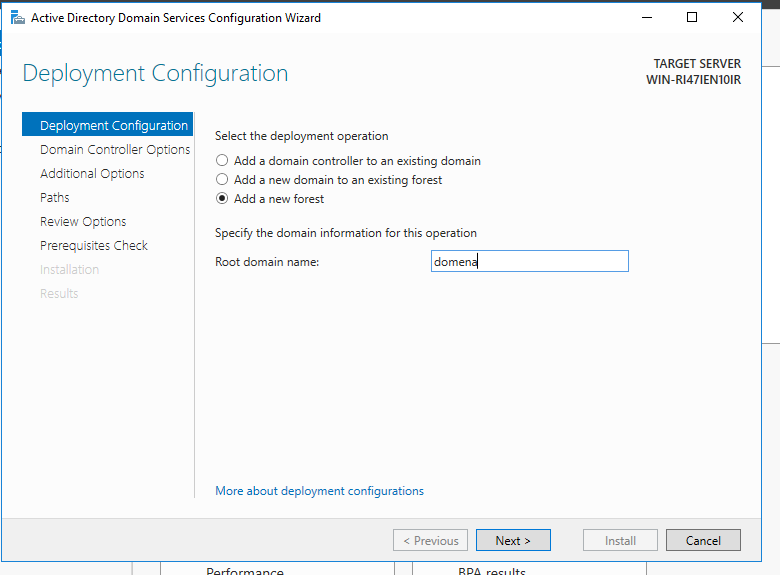 Active Directory Domain Services Configuration Wizard
Deployment Configuration
TARGET SERVER
WIN-RI47IEN10IR
Deployment Configuration
Domain Controller Options
Additional Options
Paths
Review Options
Prerequisites Check
Installation
Results
Select the deployment operation
Add a domain controller to an existing domain
Add a new domain to an existing forest
Add a new forest
Specify the domain information for this operation
Root domain name:
domena
More about deployment configurations
< Previous
Next >
Install
Cancel
Performance
BPA results